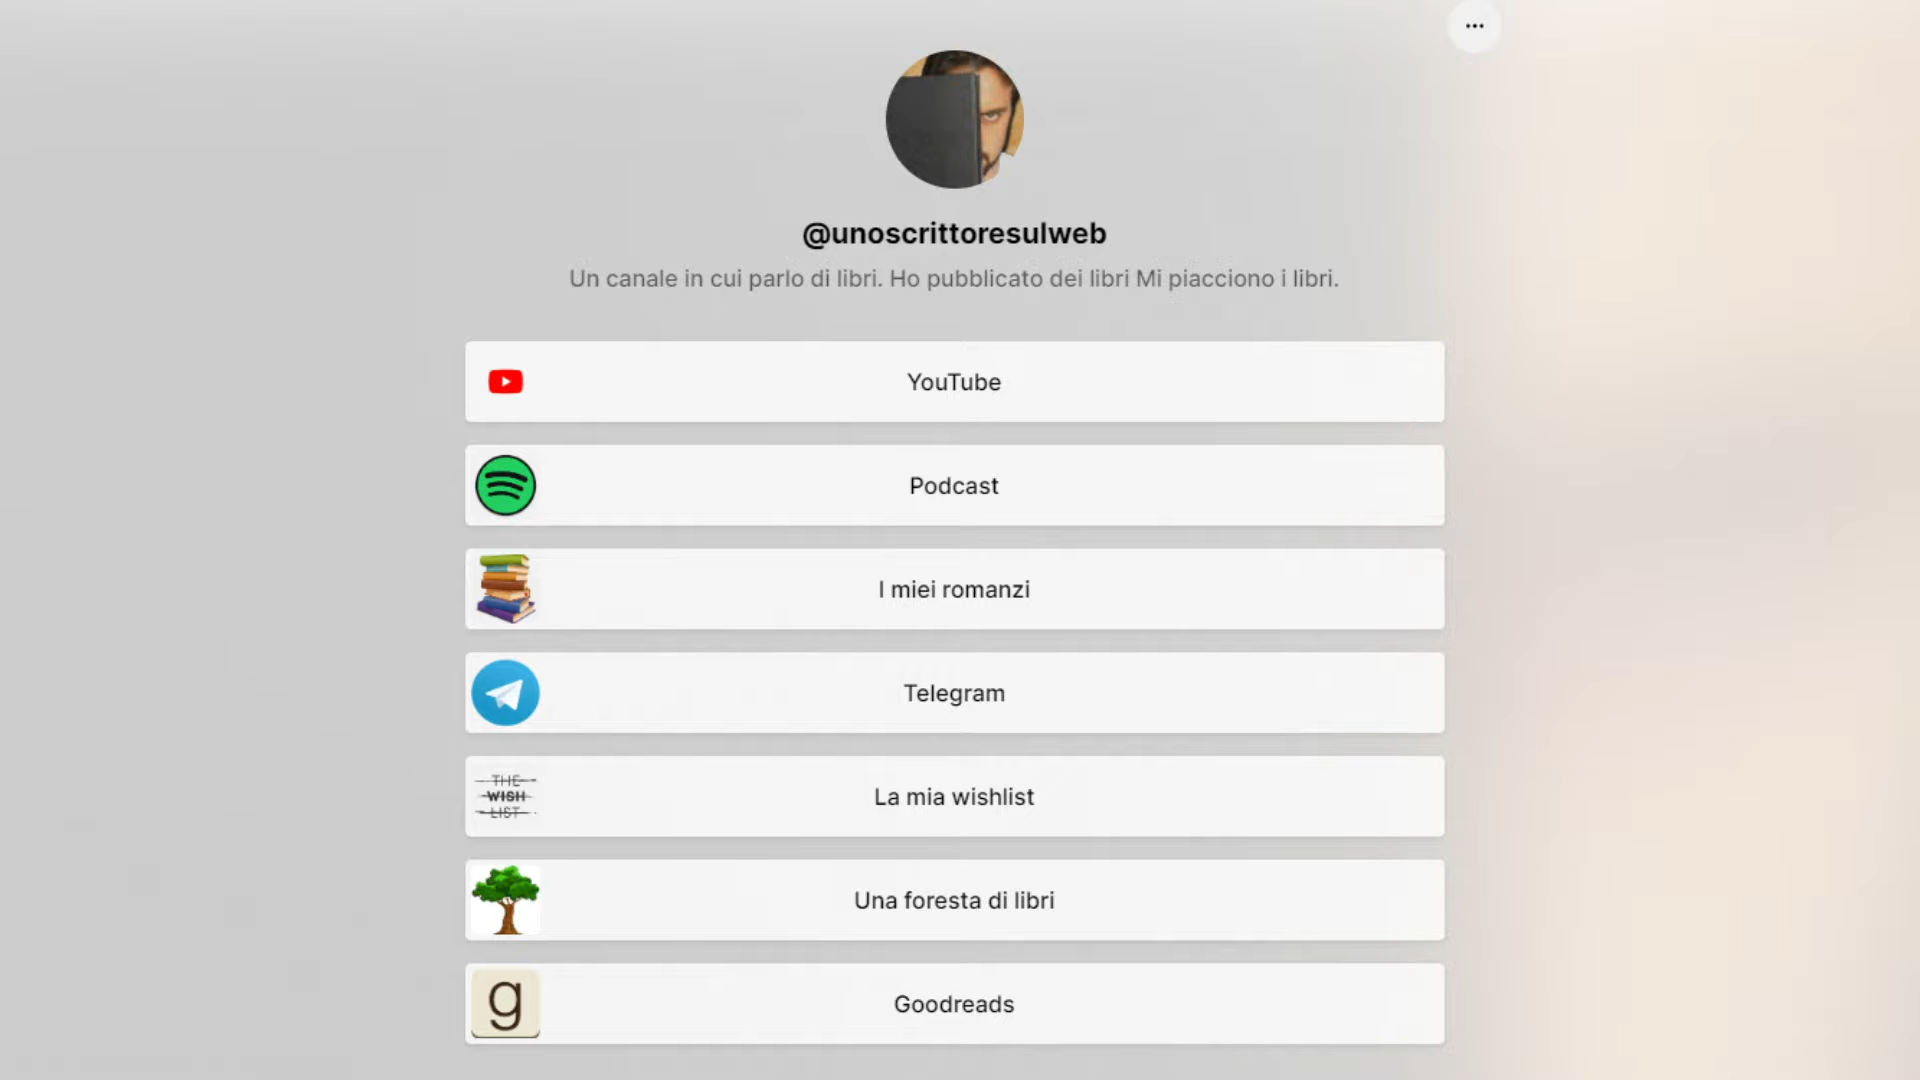 @unoscrittoresulweb
Un canale in cui parlo di libri. Ho pubblicato dei libri Mi piacciono i libri.
YouTube
Podcast
I miei romanzi
Telegram
THE
WISH
LIST
La mia wishlist
Una foresta di libri
g
Goodreads